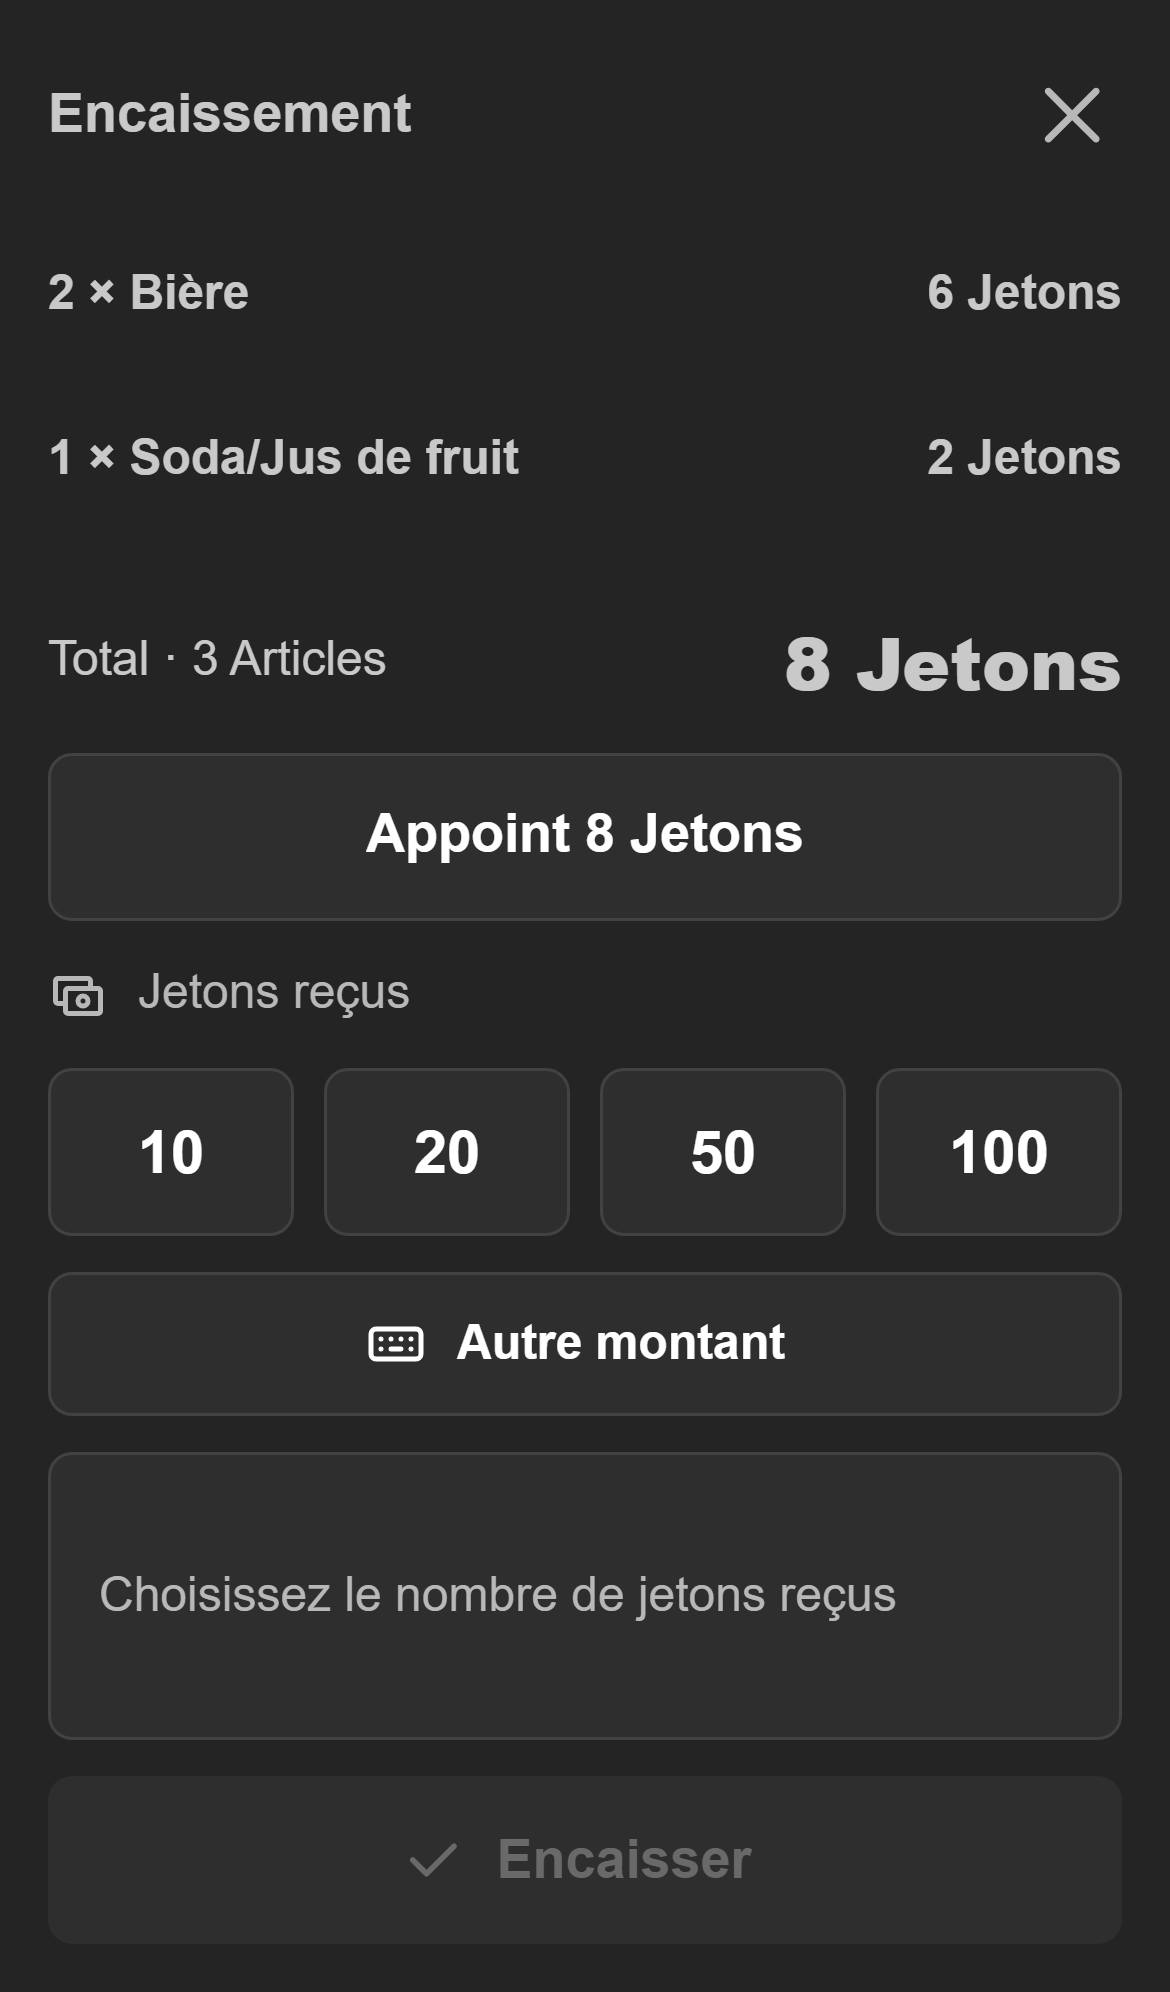 Encaissement
2 × Bière 6 Jetons
1 × Soda/Jus de fruit 2 Jetons
Total · 3 Articles 8 Jetons
Appoint 8 Jetons
Jetons reçus
10 20 50 100
Autre montant
Choisissez le nombre de jetons reçus
Encaisser